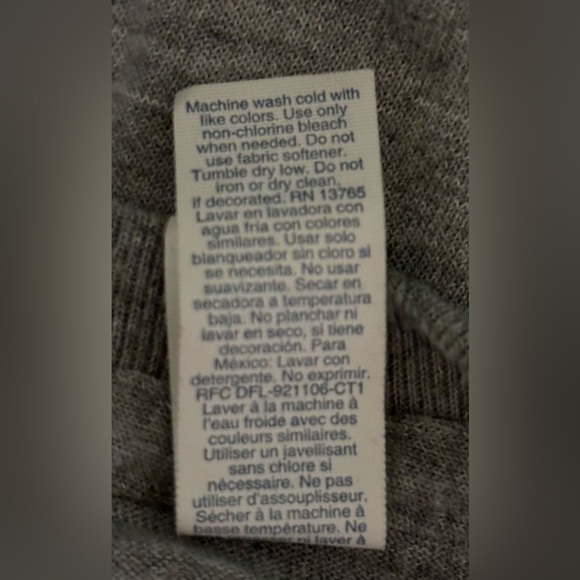 Machine wash cold with
like colors. Use only
non-chlorine bleach
when needed. Do not
use fabric softener.
Tumble dry low. Do not
iron or dry clean.
If decorated. RN 13765
Lavar en lavadora con
agua fría con colores
similares. Usar solo
blanqueador sin cloro si
se necesita. No usar
suavizante. Secar en
secadora a temperatura
baja. No planchar ni
lavar en seco, si tiene
decoración. Para
México: Lavar con
detergente. No exprimir.
RFC DFL-921106-CT1
Laver à la machine à
l'eau froide avec des
couleurs similaires.
Utiliser un javellisant
sans chlore si
nécessaire. Ne pas
utiliser d'assouplisseur.
Sécher à la machine à
basse température. Ne
ni laver à